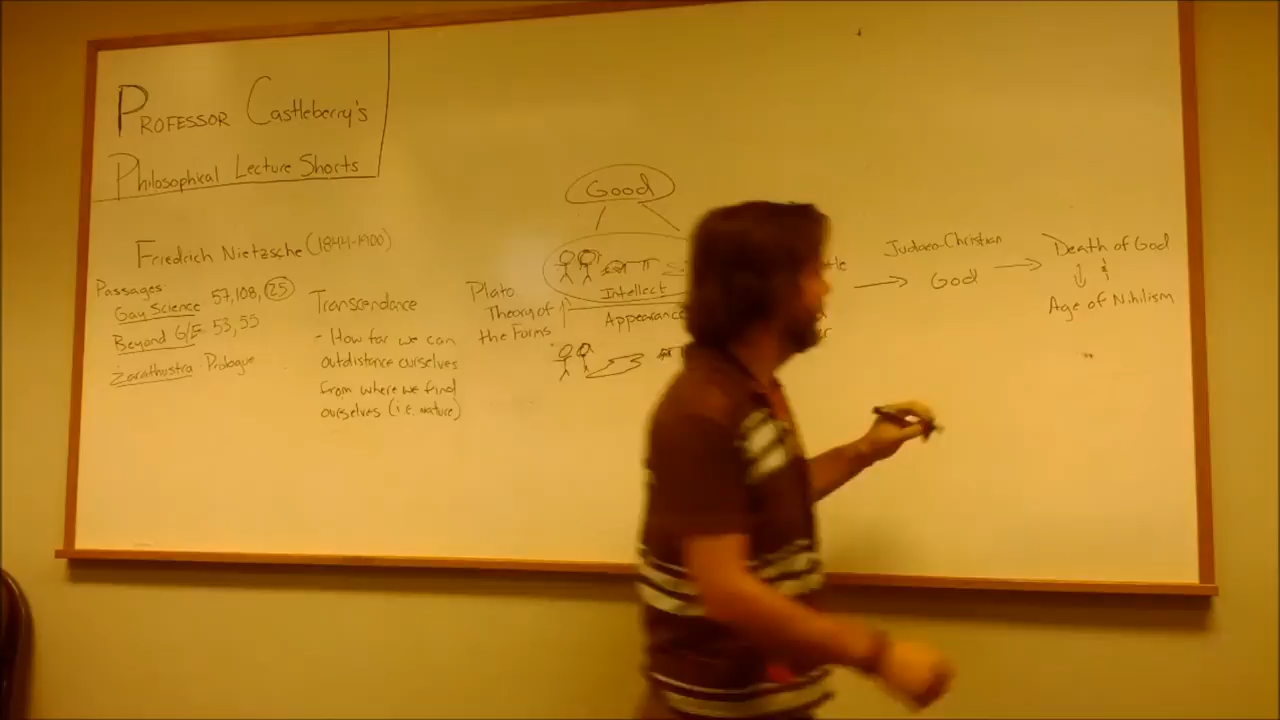 PROFESSOR CASTLEBERRY'S
PHILOSOPHICAL LECTURE SHORTS
Friedrich Nietzsche (1844-1900)
Passages
Gay Science 57, 108, 125
Beyond G/E 53, 55
Zarathustra Prologue
Transcendance
- How far we can
outdistance ourselves
from where we find
ourselves (i.e. nature)
Plato
Theory of
the Forms
Good
Intellect
Appearance
Judaeo-Christian
God
Death of God
Age of Nihilism